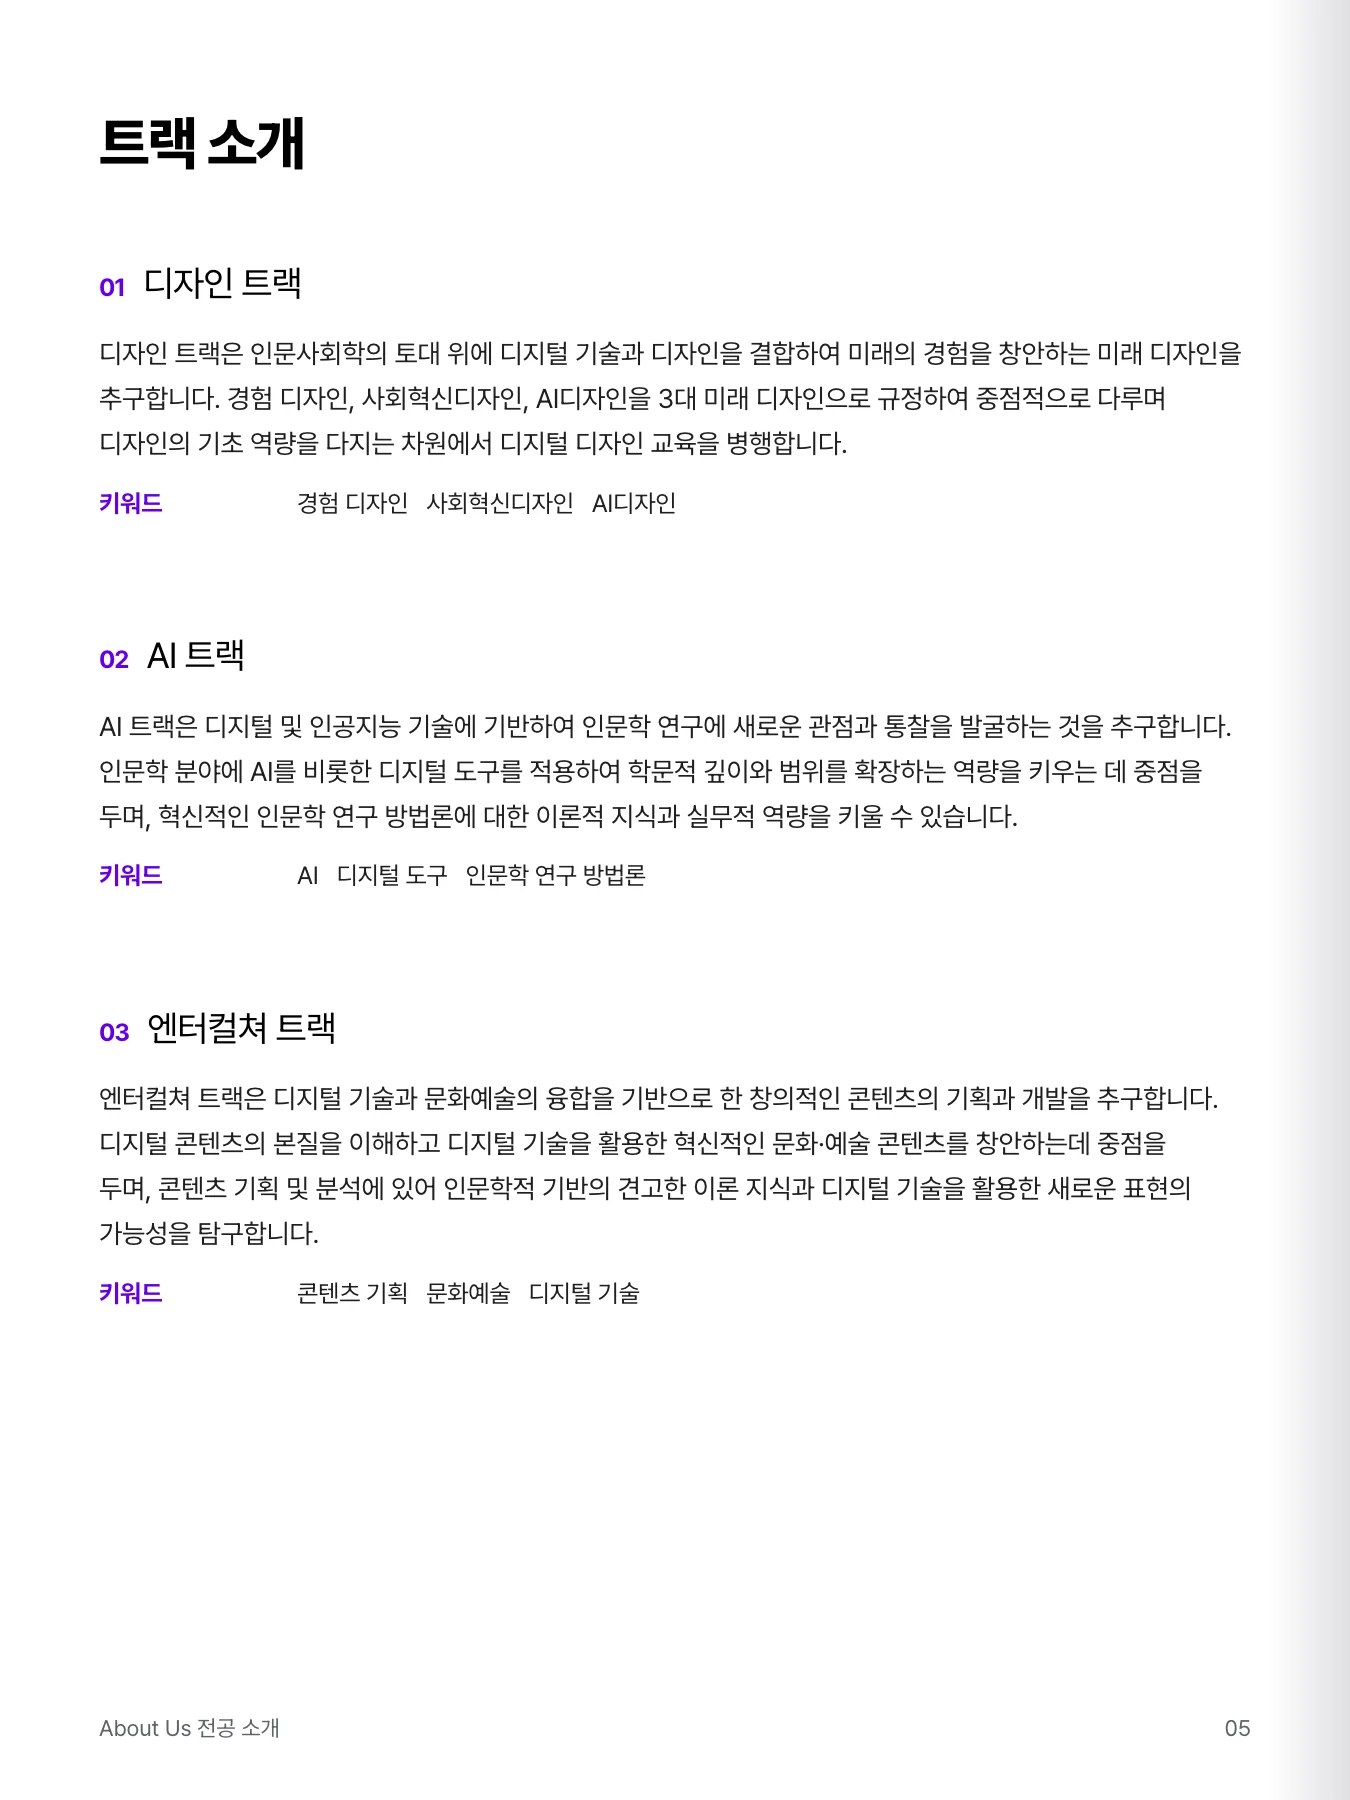 트랙 소개
01 디자인 트랙
디자인 트랙은 인문사회학의 토대 위에 디지털 기술과 디자인을 결합하여 미래의 경험을 창안하는 미래 디자인을
추구합니다. 경험 디자인, 사회혁신디자인, AI디자인을 3대 미래 디자인으로 규정하여 중점적으로 다루며
디자인의 기초 역량을 다지는 차원에서 디지털 디자인 교육을 병행합니다.
키워드 경험 디자인 사회혁신디자인 AI디자인
02 AI 트랙
AI 트랙은 디지털 및 인공지능 기술에 기반하여 인문학 연구에 새로운 관점과 통찰을 발굴하는 것을 추구합니다.
인문학 분야에 AI를 비롯한 디지털 도구를 적용하여 학문적 깊이와 범위를 확장하는 역량을 키우는 데 중점을
두며, 혁신적인 인문학 연구 방법론에 대한 이론적 지식과 실무적 역량을 키울 수 있습니다.
키워드 AI 디지털 도구 인문학 연구 방법론
03 엔터컬쳐 트랙
엔터컬쳐 트랙은 디지털 기술과 문화예술의 융합을 기반으로 한 창의적인 콘텐츠의 기획과 개발을 추구합니다.
디지털 콘텐츠의 본질을 이해하고 디지털 기술을 활용한 혁신적인 문화·예술 콘텐츠를 창안하는데 중점을
두며, 콘텐츠 기획 및 분석에 있어 인문학적 기반의 견고한 이론 지식과 디지털 기술을 활용한 새로운 표현의
가능성을 탐구합니다.
키워드 콘텐츠 기획 문화예술 디지털 기술
About Us 전공 소개 05